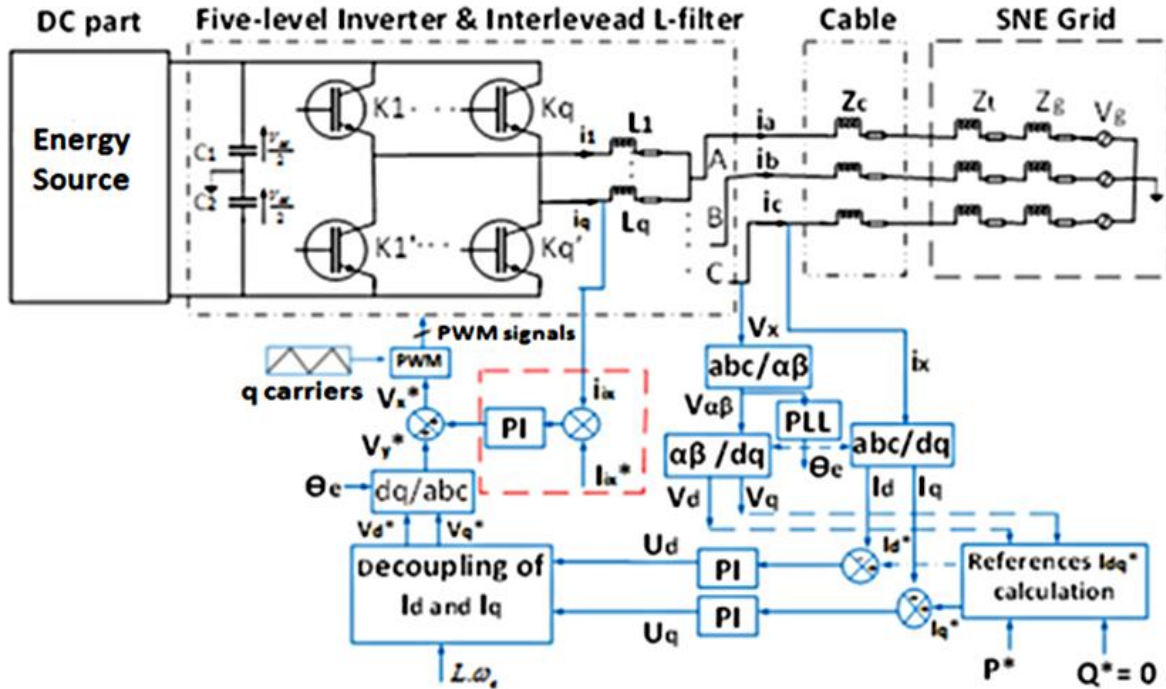 DC part
Five-level Inverter & Interlevead L-filter
Cable
SNE Grid
Energy
Source
C1
C2
2
2
K1
Kq
K1'
Kq'
i1
L1
iq
Lq
A
B
C
ia
ib
ic
Zc
Zt
Zg
Vg
PWM signals
PWM
q carriers
Vx*
Vy*
PI
iix
Iix*
Vx
abc/αβ
Vαβ
PLL
αβ /dq
Θe
abc/dq
ix
Θe
dq/abc
Vd
Vq
Id
Iq
Vd*
Vq*
Decoupling of
Id and Iq
Ud
PI
Uq
PI
Id*
Iq*
References Idq*
calculation
P*
Q* = 0
L.ωe